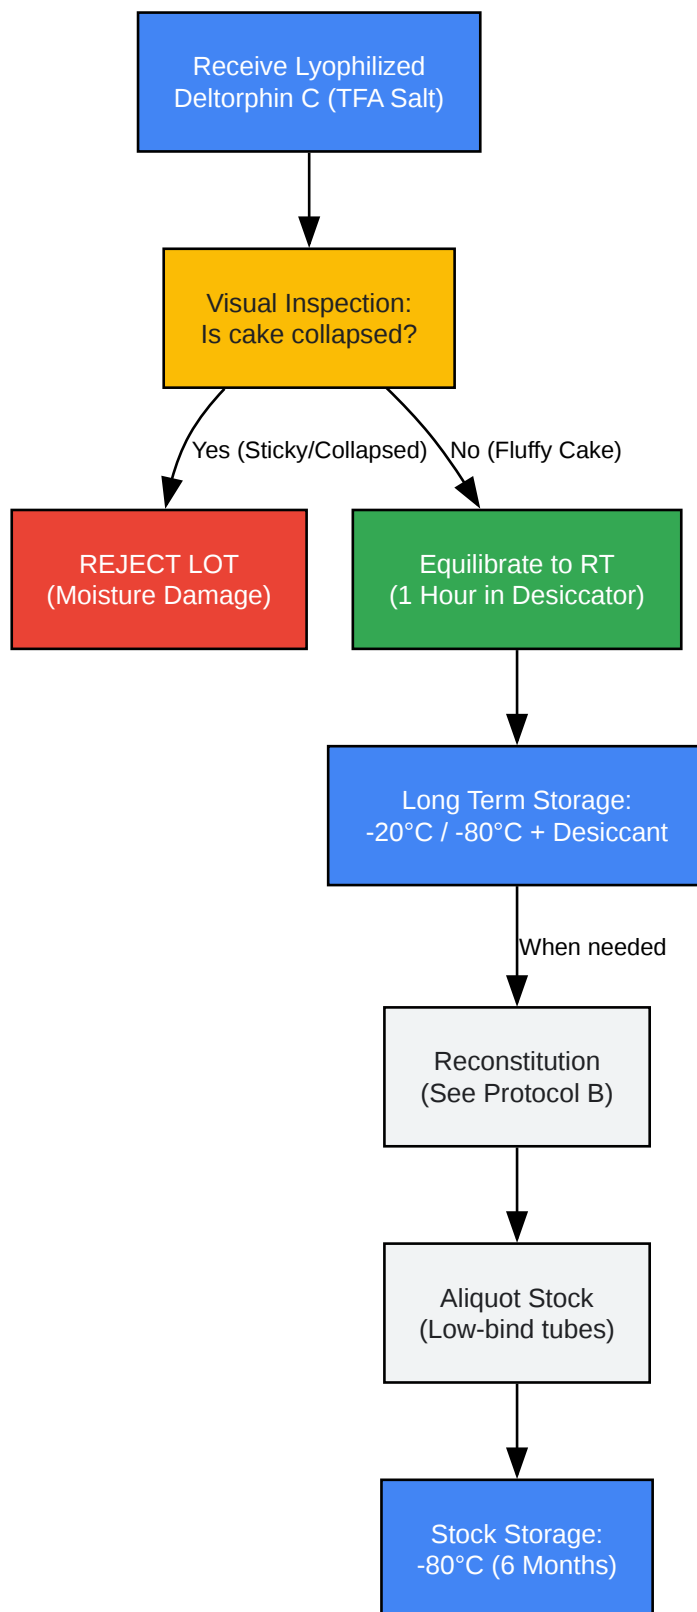 Receive Lyophilized
Deltorphin C (TFA Salt)
Visual Inspection:
Is cake collapsed?
Yes (Sticky/Collapsed)
No (Fluffy Cake)
REJECT LOT
(Moisture Damage)
Equilibrate to RT
(1 Hour in Desiccator)
Long Term Storage:
-20°C / -80°C + Desiccant
When needed
Reconstitution
(See Protocol B)
Aliquot Stock
(Low-bind tubes)
Stock Storage:
-80°C (6 Months)